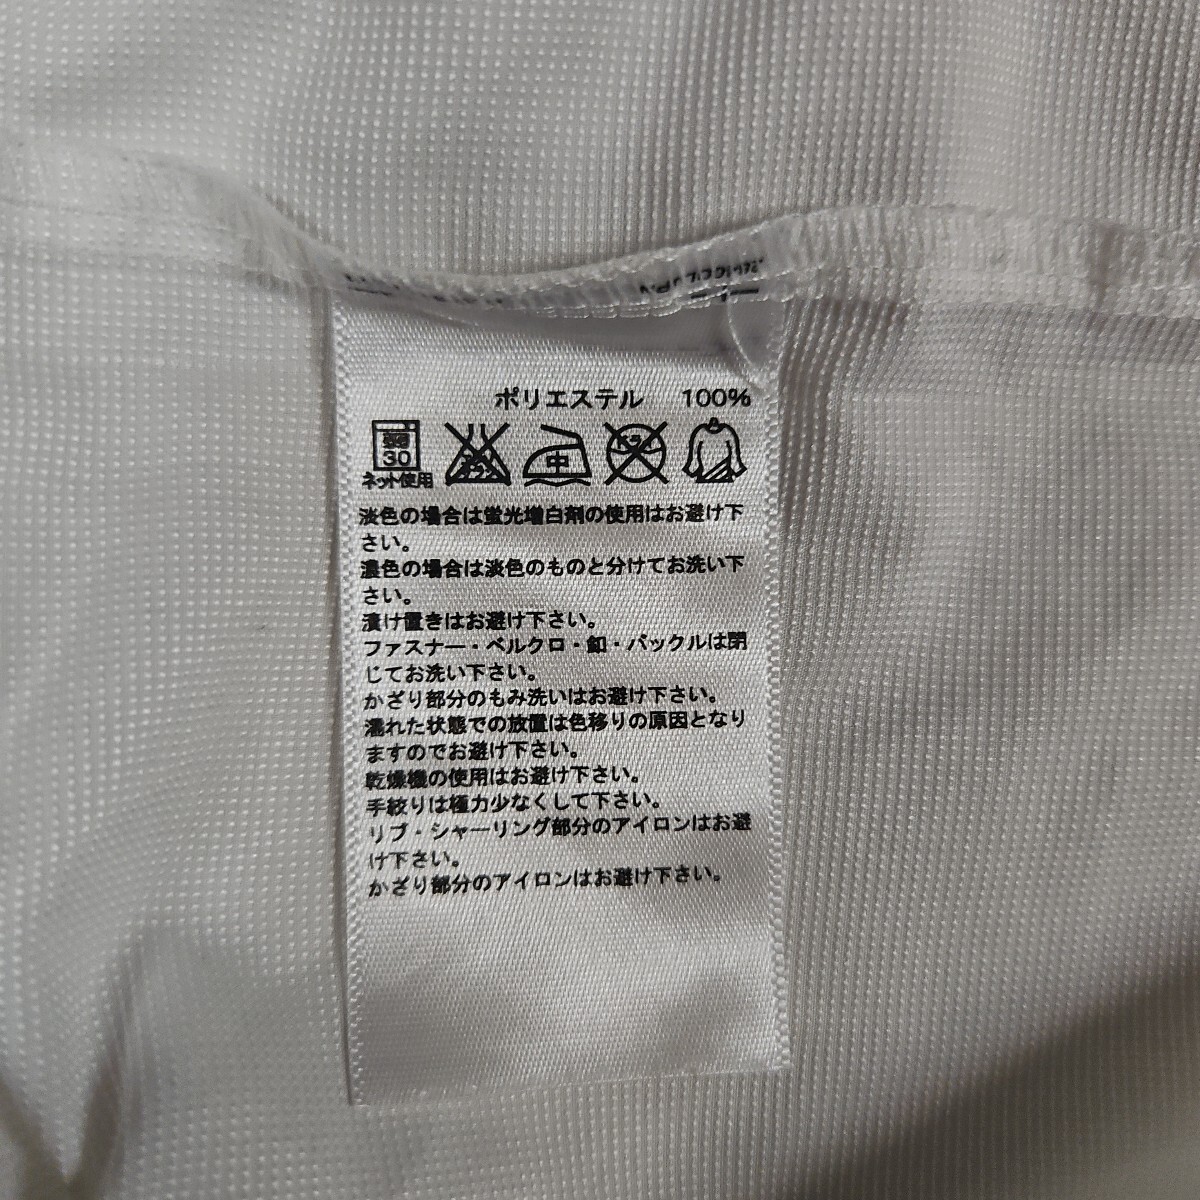 ポリエステル 100%
弱
30
中
ドライ
ネット使用
淡色の場合は蛍光増白剤の使用はお避け下
さい。
濃色の場合は淡色のものと分けてお洗い下
さい。
漬け置きはお避け下さい。
ファスナー・ベルクロ・釦・バックルは閉
じてお洗い下さい。
かざり部分のもみ洗いはお避け下さい。
濡れた状態での放置は色移りの原因となり
ますのでお避け下さい。
乾燥機の使用はお避け下さい。
手絞りは極力少なくして下さい。
リブ・シャーリング部分のアイロンはお避
け下さい。
かざり部分のアイロンはお避け下さい。